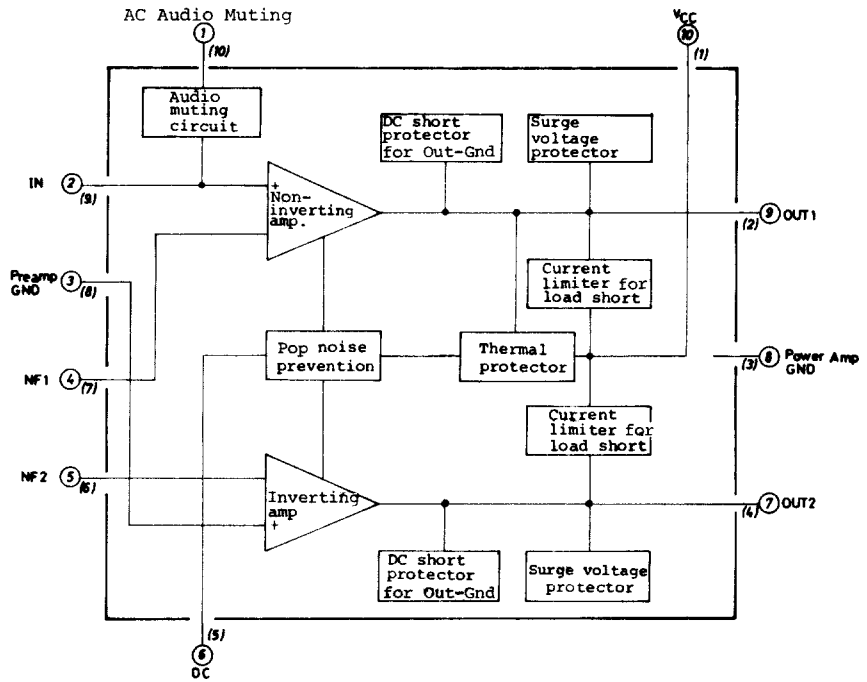 AC Audio Muting
1
(10)
VCC
10
(1)
Audio
muting
circuit
DC short
protector
for Out-Gnd
Surge
voltage
protector
IN
2
(9)
+
Non-
inverting
amp.
9
OUT1
(2)
Preamp
GND
3
(8)
Current
limiter for
load short
Pop noise
prevention
Thermal
protector
8
Power Amp
GND
(3)
NF1
4
(7)
Current
limiter for
load short
NF2
5
(6)
Inverting
amp
+
7
OUT2
(4)
DC short
protector
for Out-Gnd
Surge voltage
protector
(5)
6
DC